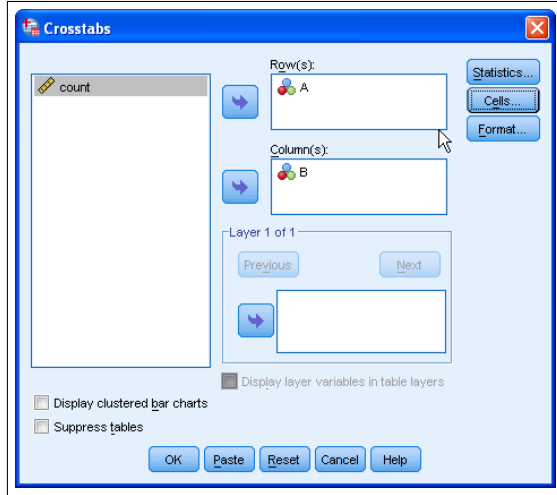 Crosstabs
count
Row(s):
A
Column(s):
B
Statistics...
Cells...
Format...
Layer 1 of 1
Previous
Next
Display layer variables in table layers
Display clustered bar charts
Suppress tables
OK
Paste
Reset
Cancel
Help